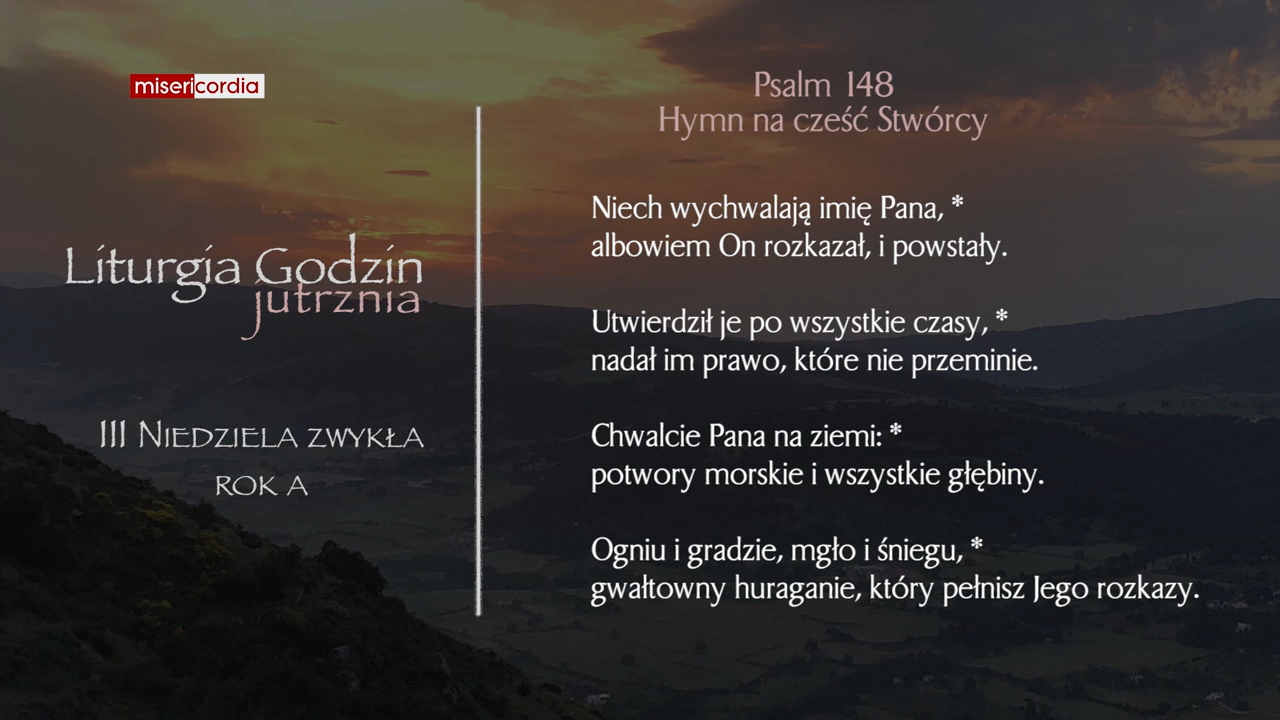 misericordia
Liturgia Godzin
jutrznia
III Niedziela zwykła
rok A
Psalm 148
Hymn na cześć Stwórcy
Niech wychwalają imię Pana, *
albowiem On rozkazał, i powstały.
Utwierdził je po wszystkie czasy, *
nadał im prawo, które nie przeminie.
Chwalcie Pana na ziemi: *
potwory morskie i wszystkie głębiny.
Ogniu i gradzie, mgło i śniegu, *
gwałtowny huraganie, który pełnisz Jego rozkazy.